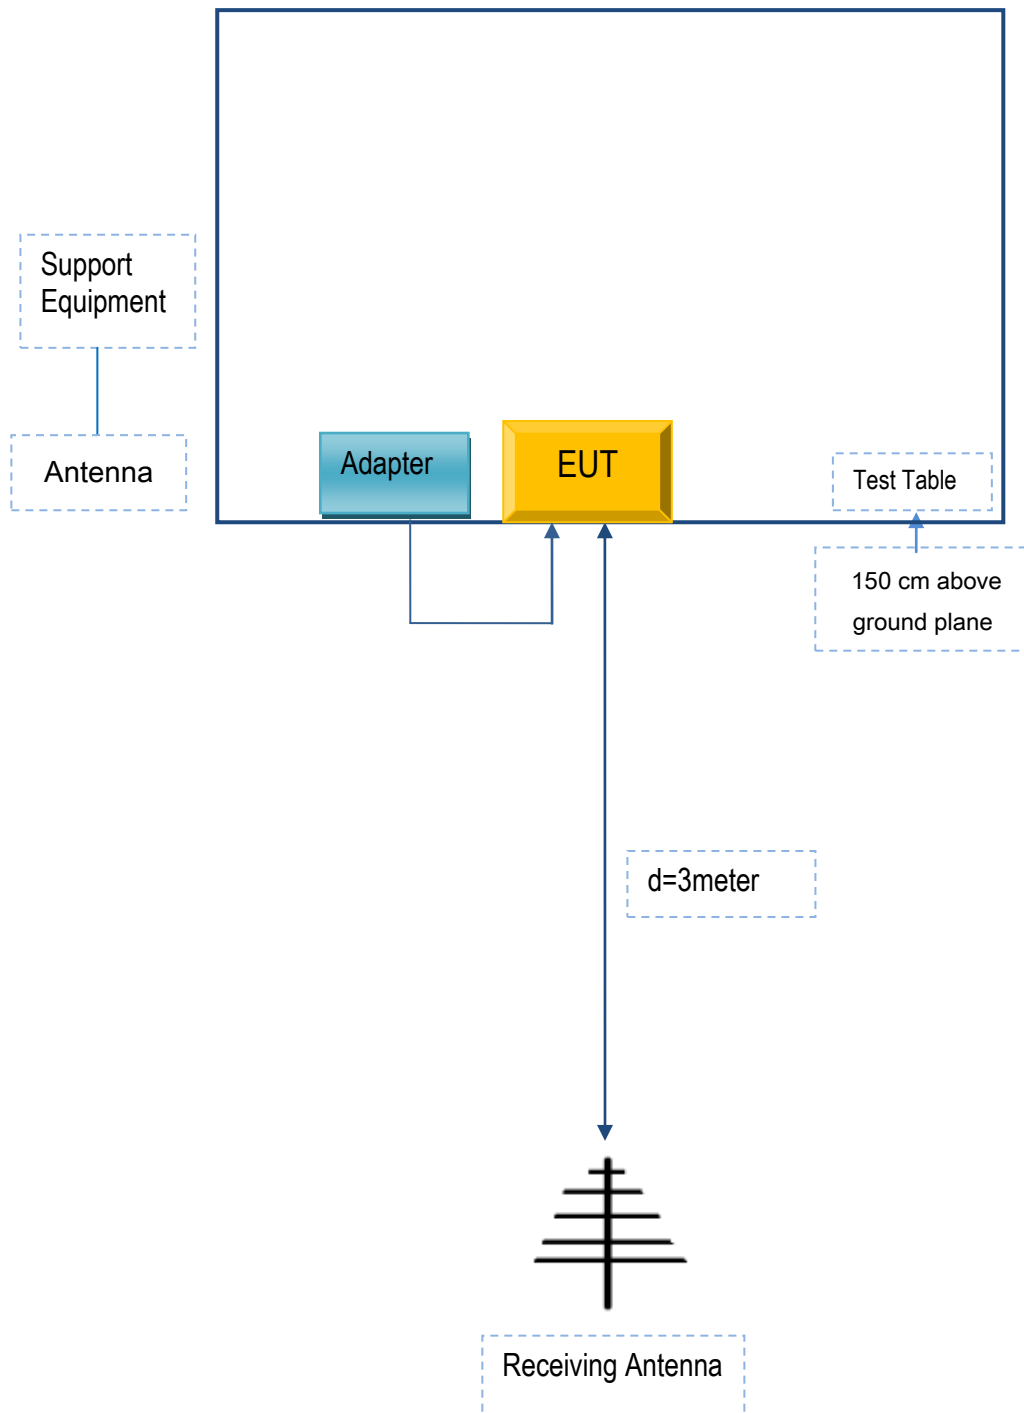 Support
Equipment
Antenna
Adapter
EUT
Test Table
150 cm above
ground plane
d=3meter
Receiving Antenna